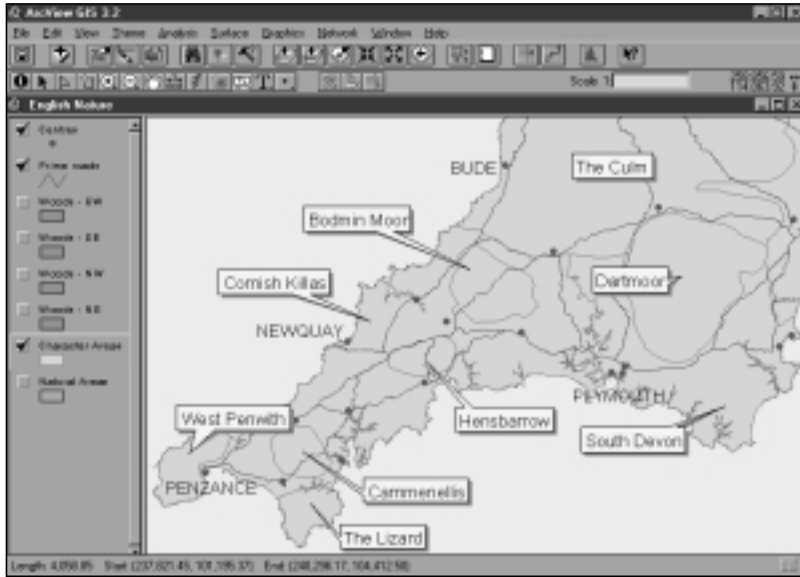 ArcView GIS 3.2
File Edit View Theme Analysis Surface Graphics Network Window Help
Scale 1:
English Nature
Centres
Prime roads
Woods - SW
Woods - SE
Woods - NW
Woods - NE
Character Areas
Natural Areas
BUDE
The Culm
Bodmin Moor
Dartmoor
Cornish Killas
NEWQUAY
PLYMOUTH
West Penwith
Hensbarrow
South Devon
PENZANCE
Carnmenellis
The Lizard